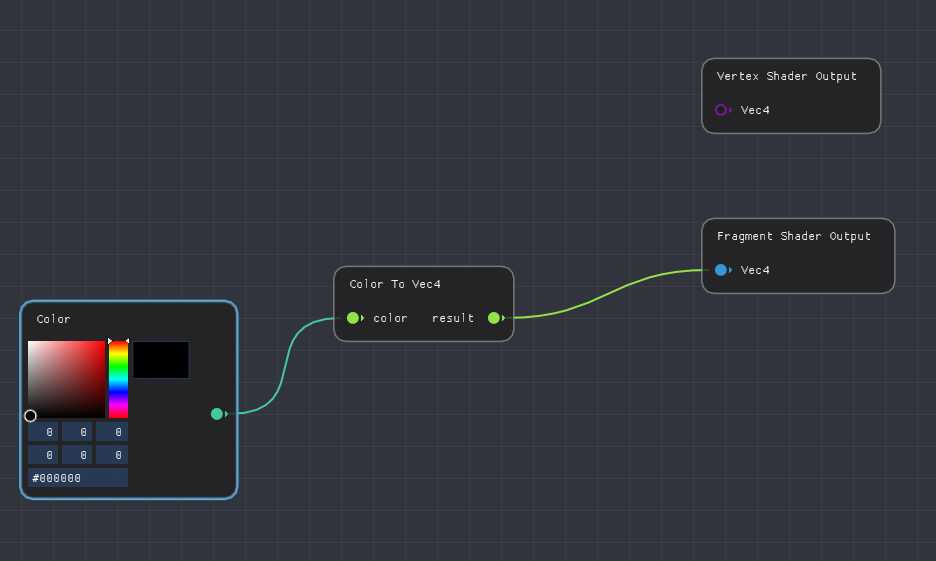 Vertex Shader Output
Vec4
Fragment Shader Output
Vec4
Color To Vec4
color result
Color
0 0 0
0 0 0
#000000